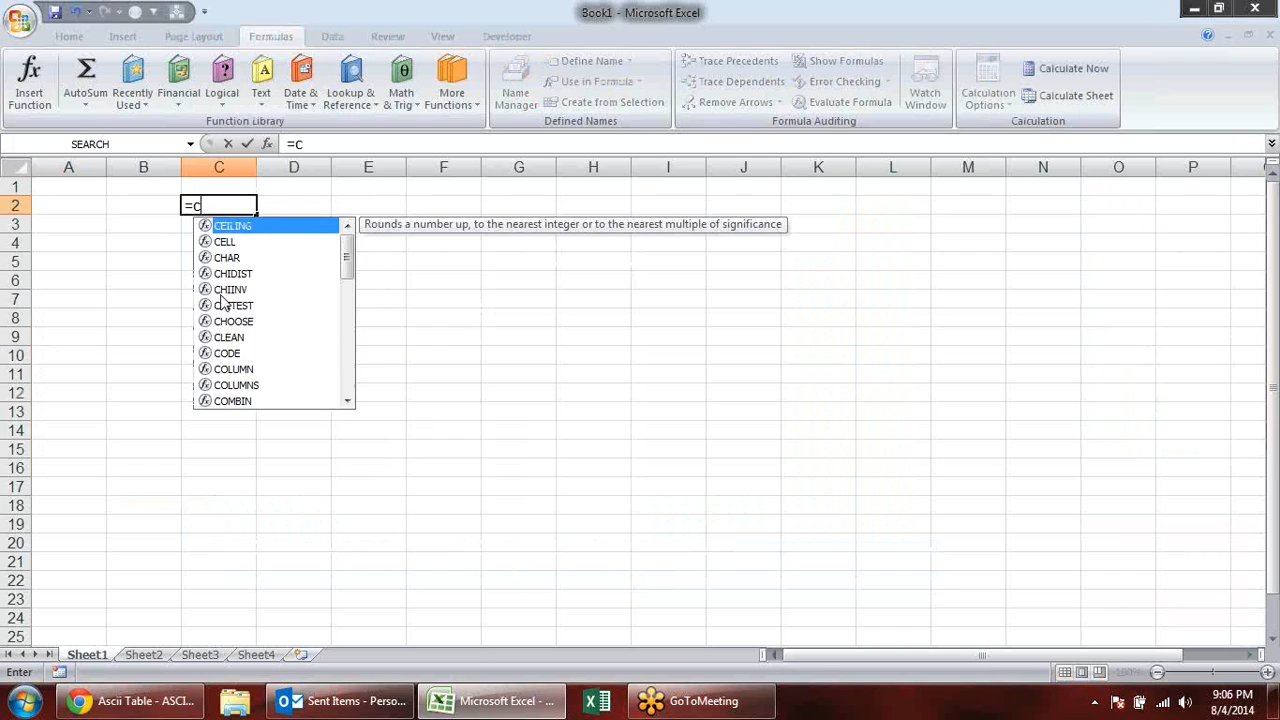 Book1 - Microsoft Excel
Home Insert Page Layout Formulas Data Review View Developer
Insert Function
AutoSum
Recently Used
Financial
Logical
Text
Date & Time
Lookup & Reference
Math & Trig
More Functions
Function Library
Name Manager
Define Name
Use in Formula
Create from Selection
Defined Names
Trace Precedents
Trace Dependents
Remove Arrows
Show Formulas
Error Checking
Evaluate Formula
Formula Auditing
Watch Window
Calculation Options
Calculate Now
Calculate Sheet
Calculation
SEARCH fx =c
A B C D E F G H I J K L M N O P
1
2 =c
3
4
5
6
7
8
9
10
11
12
13
14
15
16
17
18
19
20
21
22
23
24
25
CEILING
Rounds a number up, to the nearest integer or to the nearest multiple of significance
CELL
CHAR
CHIDIST
CHIINV
CHITEST
CHOOSE
CLEAN
CODE
COLUMN
COLUMNS
COMBIN
Sheet1 Sheet2 Sheet3 Sheet4
Enter 100%
Ascii Table - ASCI... Sent Items - Perso... Microsoft Excel - ... GoToMeeting
9:06 PM
8/4/2014